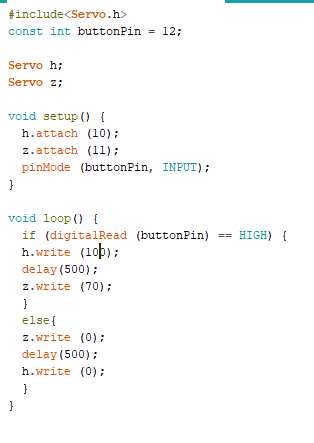 #include<Servo.h>
const int buttonPin = 12;

Servo h;
Servo z;

void setup() {
  h.attach (10);
  z.attach (11);
  pinMode (buttonPin, INPUT);
}

void loop() {
  if (digitalRead (buttonPin) == HIGH) {
  h.write (100);
  delay(500);
  z.write (70);
  }
  else{
  z.write (0);
  delay(500);
  h.write (0);
  }
}